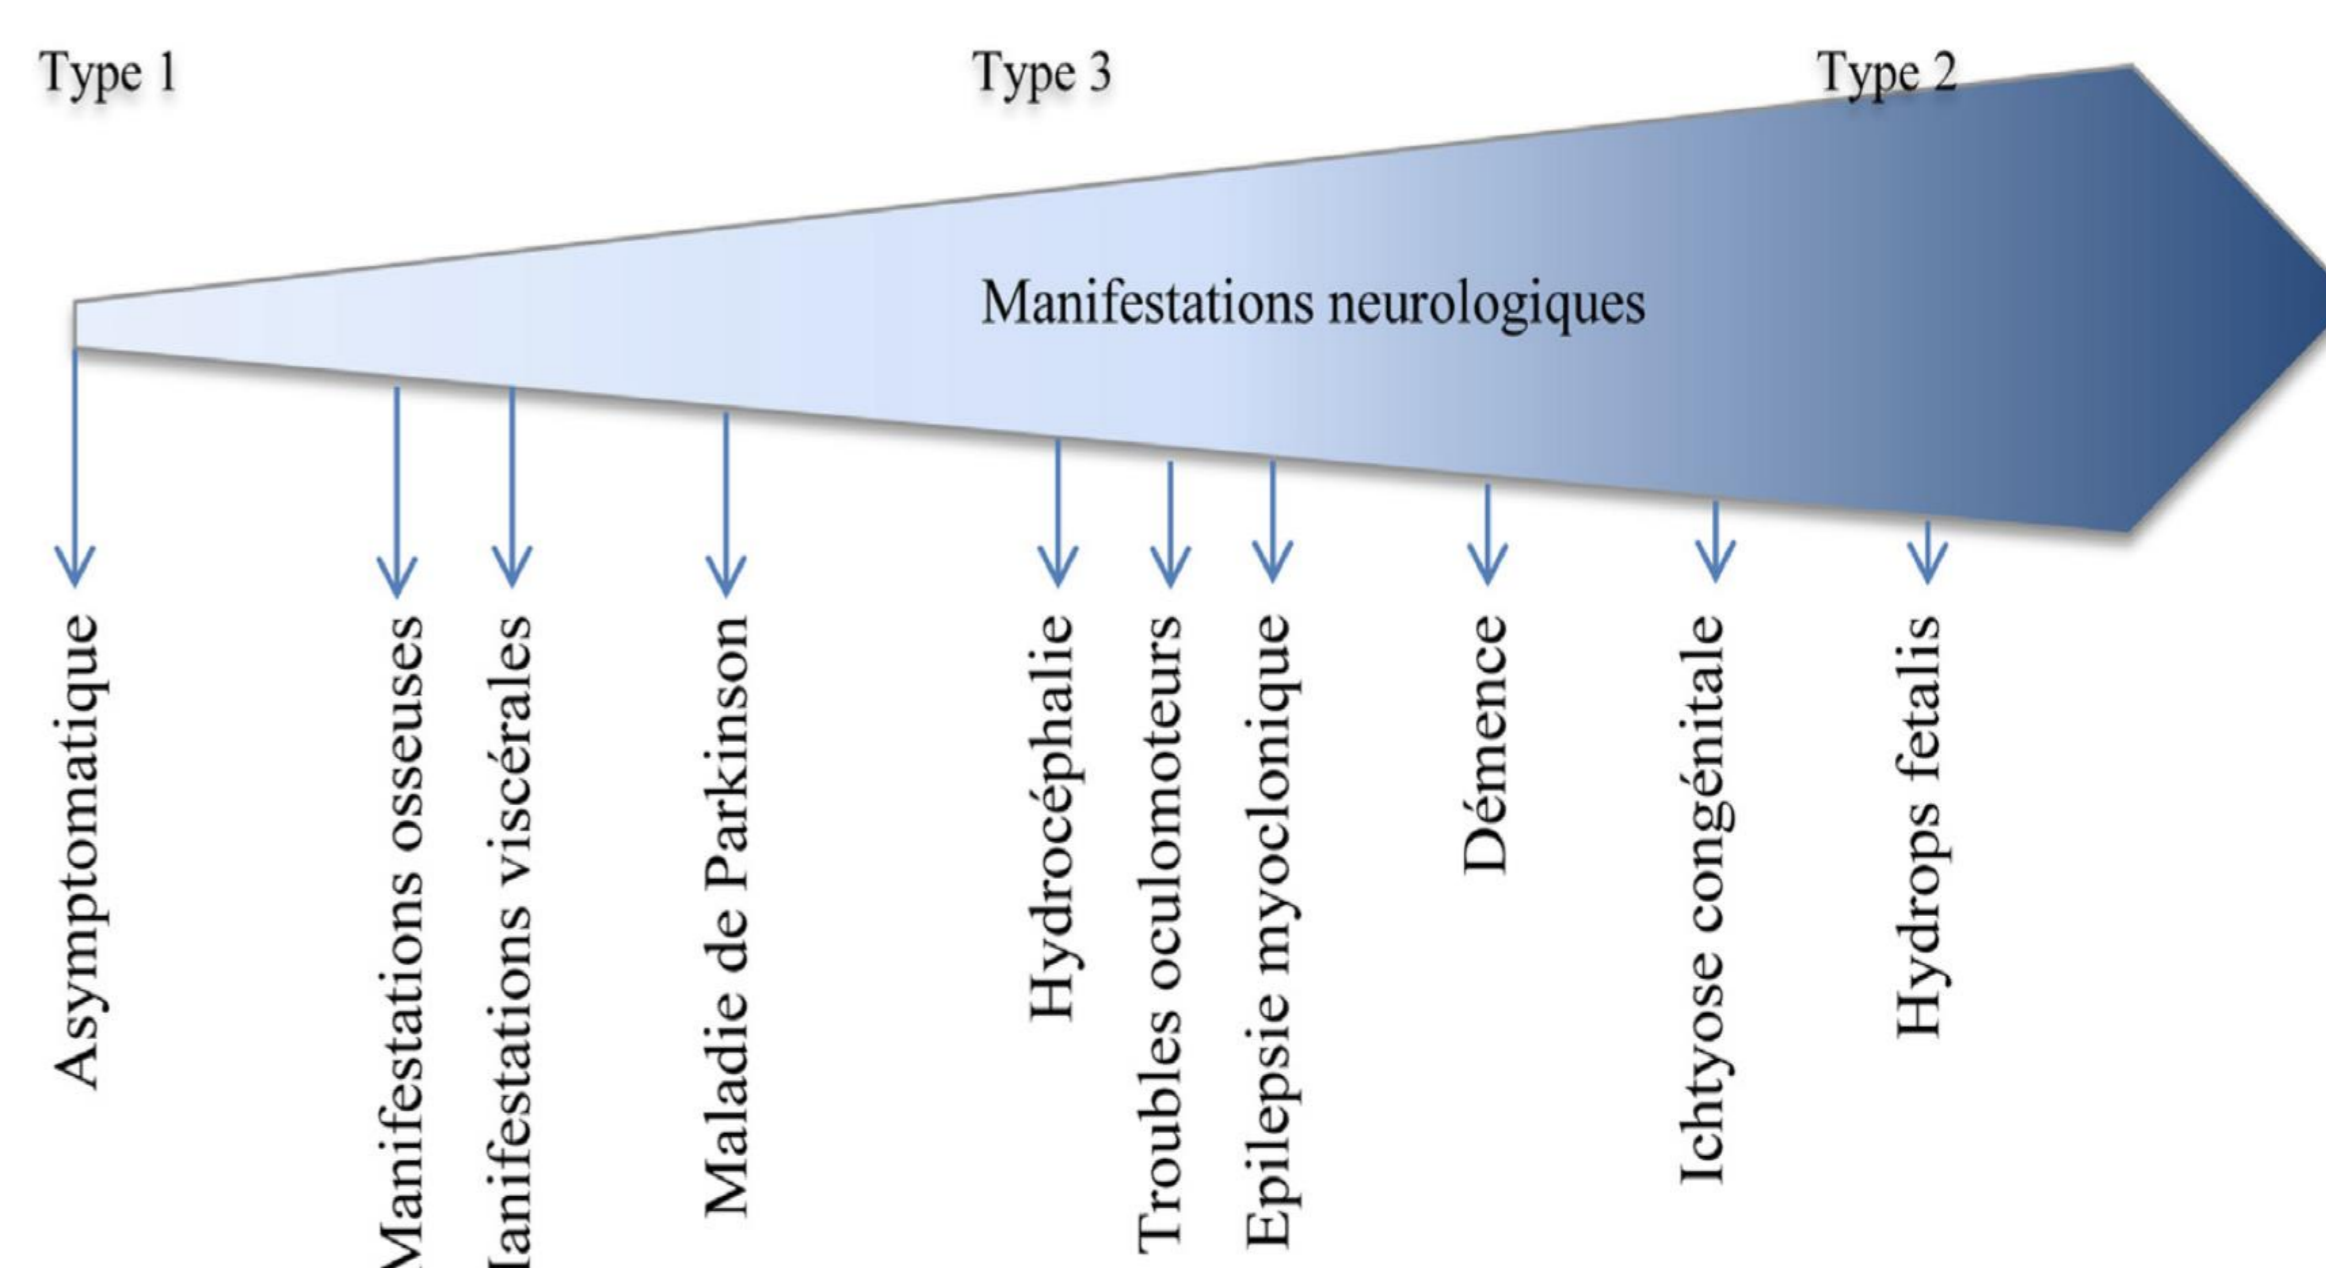 Type 1
Type 3
Type 2
Manifestations neurologiques
Asymptomatique
Manifestations osseuses
viscérales
Maladie de Parkinson
Hydrocéphalie
Troubles oculomoteurs
Epilepsie myoclonique
Démence
Ichtyose congénitale
Hydrops fetalis